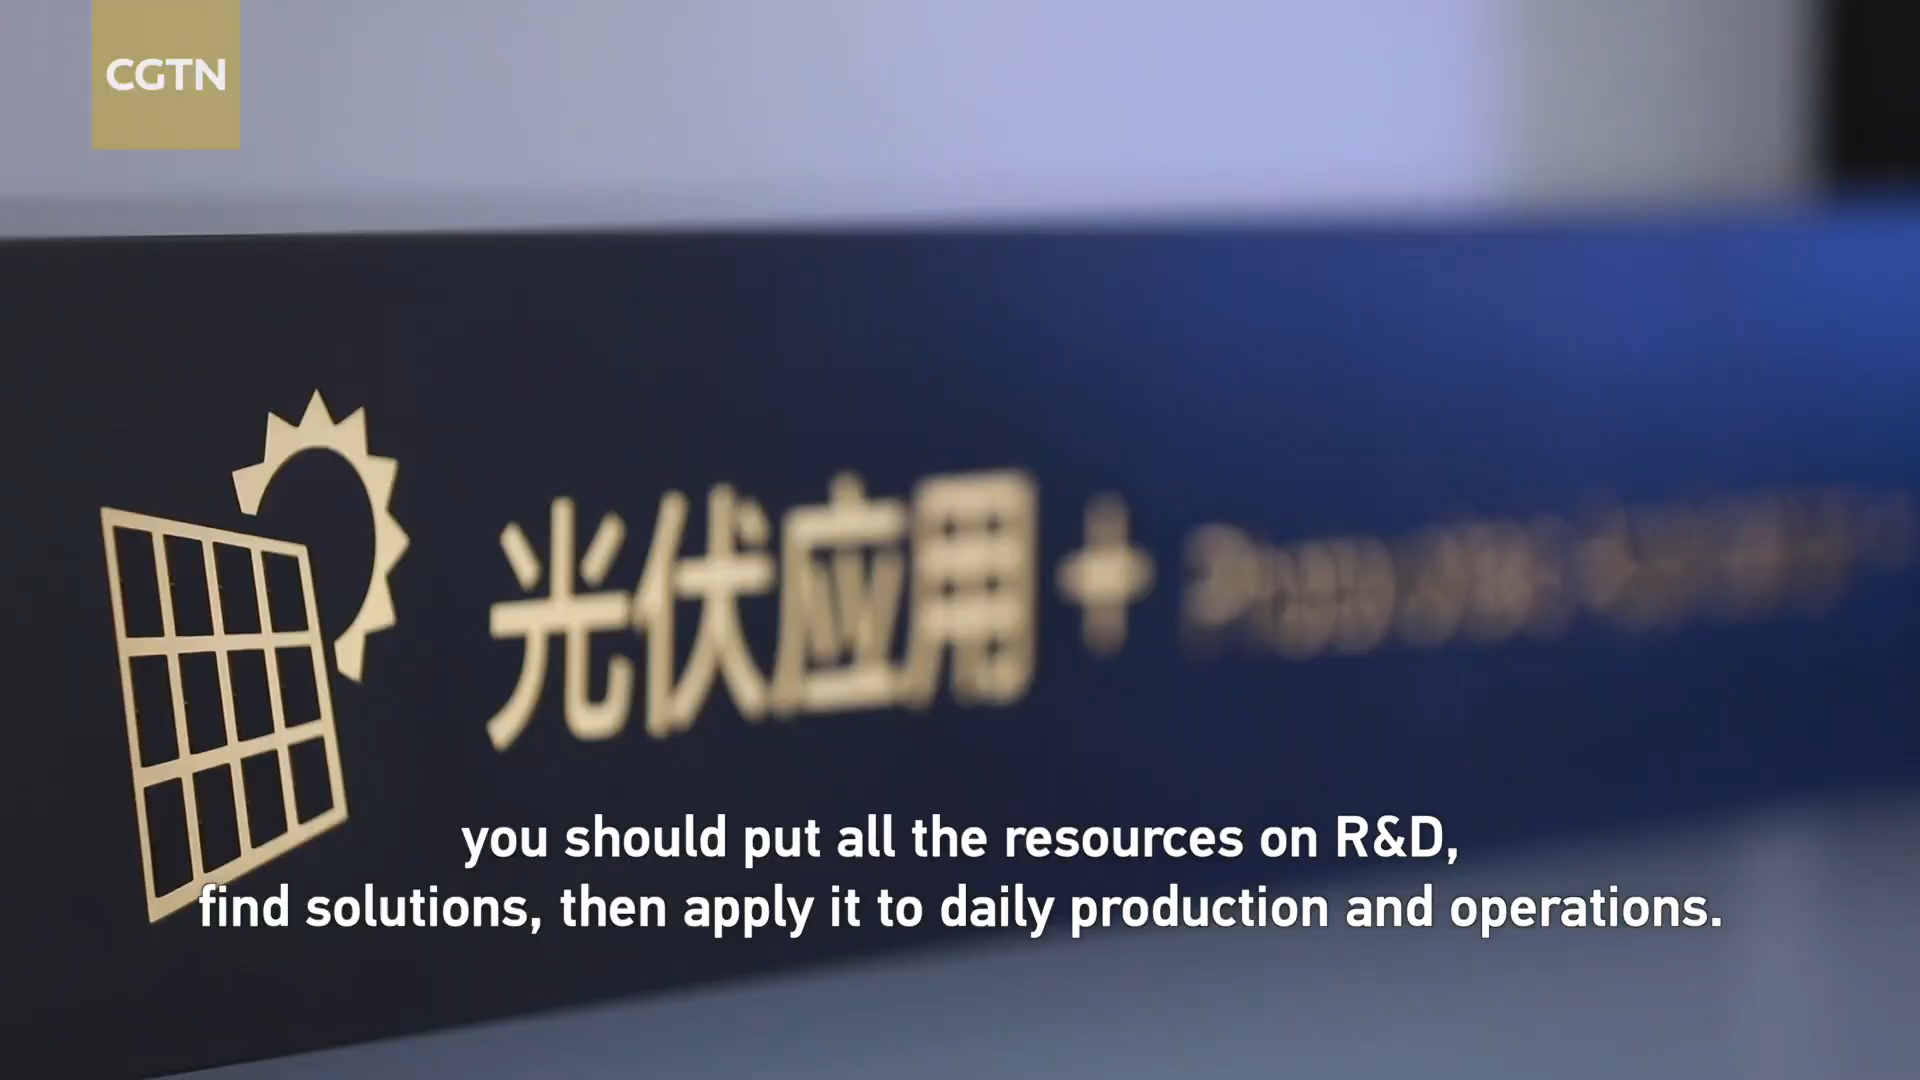 CGTN
光伏应用+
you should put all the resources on R&D,
find solutions, then apply it to daily production and operations.